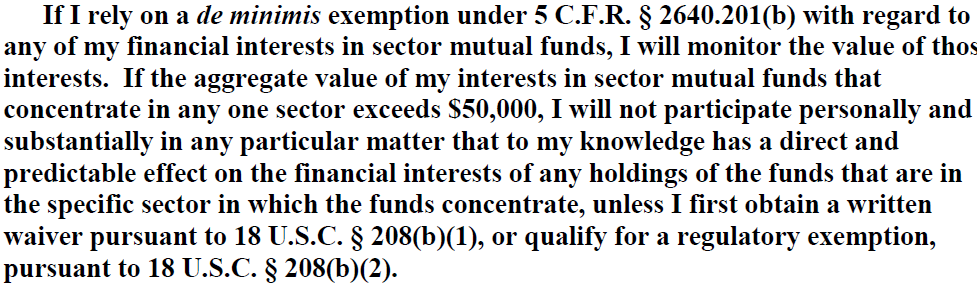 If I rely on a de minimis exemption under 5 C.F.R. § 2640.201(b) with regard to
any of my financial interests in sector mutual funds, I will monitor the value of thos
interests.  If the aggregate value of my interests in sector mutual funds that
concentrate in any one sector exceeds $50,000, I will not participate personally and
substantially in any particular matter that to my knowledge has a direct and
predictable effect on the financial interests of any holdings of the funds that are in
the specific sector in which the funds concentrate, unless I first obtain a written
waiver pursuant to 18 U.S.C. § 208(b)(1), or qualify for a regulatory exemption,
pursuant to 18 U.S.C. § 208(b)(2).